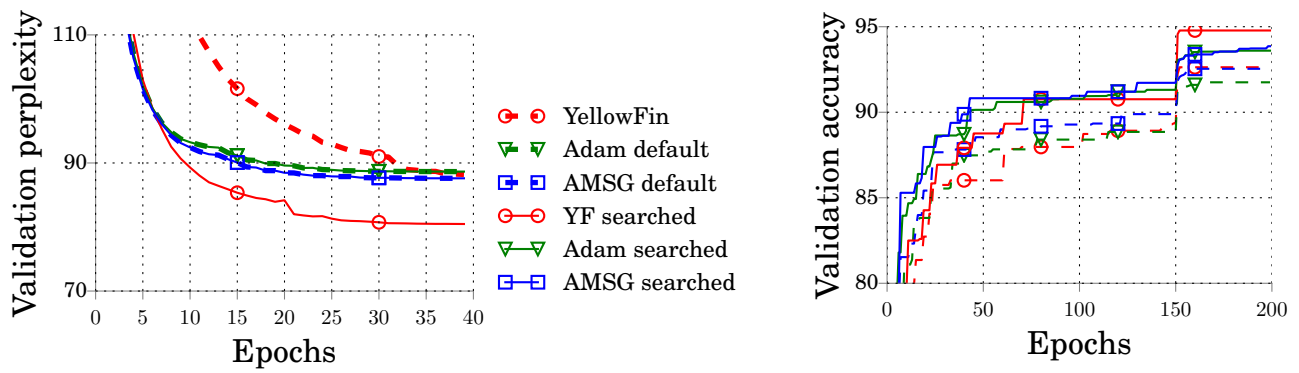 Validation perplexity
110
90
70
0 5 10 15 20 25 30 35 40
Epochs
YellowFin
Adam default
AMSG default
YF searched
Adam searched
AMSG searched
Validation accuracy
95
90
85
80
0 50 100 150 200
Epochs